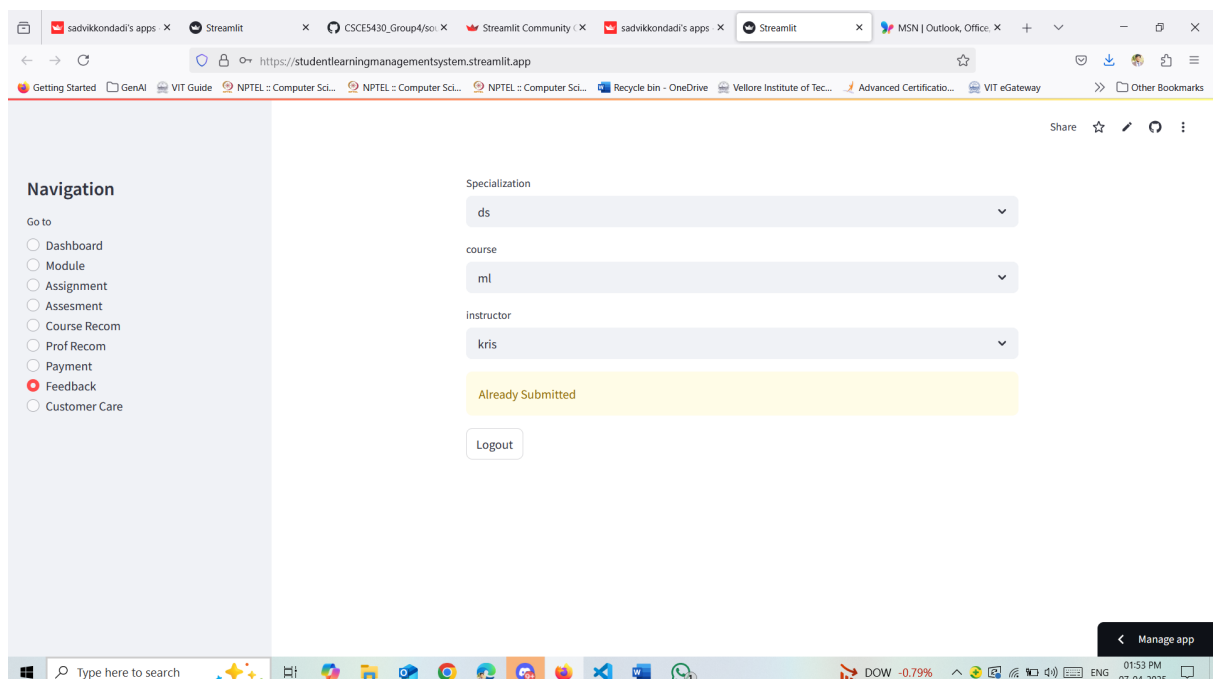 sadvikkondadi's apps
Streamlit
CSCE5430_Group4/sou
Streamlit Community C
sadvikkondadi's apps
Streamlit
MSN | Outlook, Office,
https://studentlearningmanagementsystem.streamlit.app
Getting Started
GenAI
VIT Guide
NPTEL :: Computer Sci...
NPTEL :: Computer Sci...
NPTEL :: Computer Sci...
Recycle bin - OneDrive
Vellore Institute of Tec...
Advanced Certificatio...
VIT eGateway
Other Bookmarks
Share
Navigation
Go to
Dashboard
Module
Assignment
Assesment
Course Recom
Prof Recom
Payment
Feedback
Customer Care
Specialization
ds
course
ml
instructor
kris
Already Submitted
Logout
Manage app
Type here to search
DOW -0.79%
ENG
01:53 PM
07-04-2025